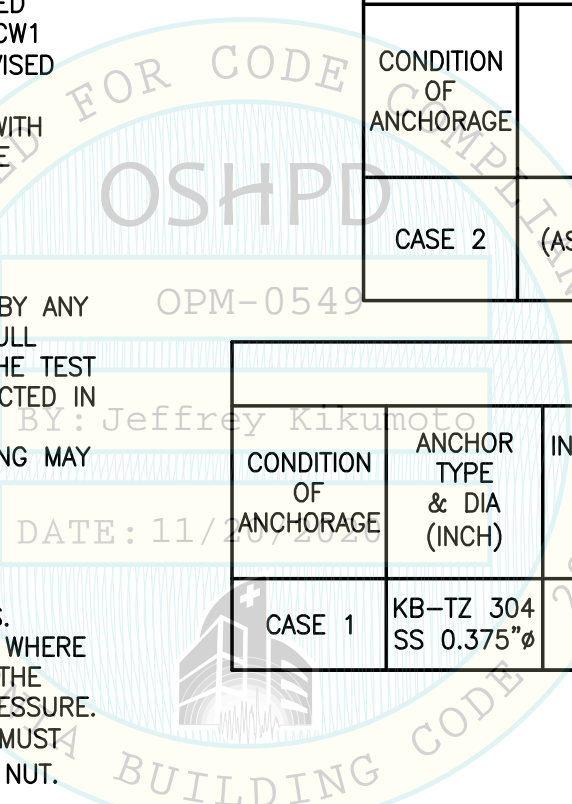 ED
CW1
VISED
WITH
E
BY ANY
ULL
HE TEST
CTED IN
NG MAY
S.
WHERE
THE
ESSURE.
MUST
NUT.
CONDITION
OF
ANCHORAGE
CASE 2
(AS
CONDITION
OF
ANCHORAGE
ANCHOR
TYPE
& DIA
(INCH)
IN
CASE 1
KB-TZ 304
SS 0.375"ø
FOR CODE COMPLIAN
OSHPD
OPM-0549
BY: Jeffrey Kikumoto
DATE: 11/20/2020
BUILDING CODE